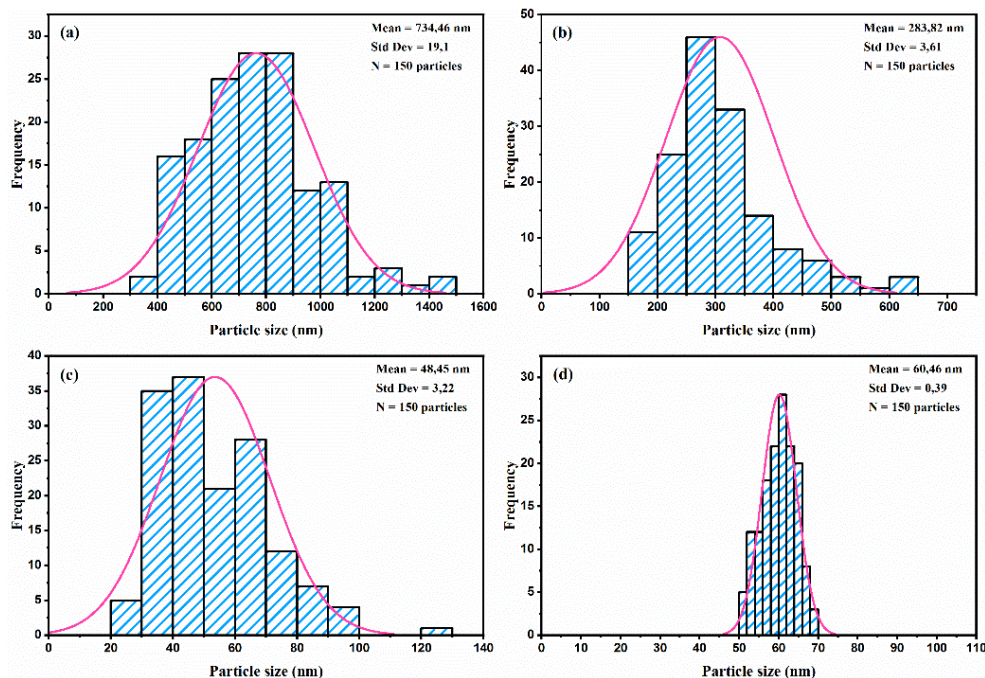 (a)
Mean = 734,46 nm
Std Dev = 19,1
N = 150 particles
30
25
20
15
10
5
0
Frequency
0 200 400 600 800 1000 1200 1400 1600
Particle size (nm)
(b)
Mean = 283,82 nm
Std Dev = 3,61
N = 150 particles
50
40
30
20
10
0
Frequency
0 100 200 300 400 500 600 700
Particle size (nm)
(c)
Mean = 48,45 nm
Std Dev = 3,22
N = 150 particles
40
35
30
25
20
15
10
5
0
Frequency
0 20 40 60 80 100 120 140
Particle size (nm)
(d)
Mean = 60,46 nm
Std Dev = 0,39
N = 150 particles
30
25
20
15
10
5
0
Frequency
0 10 20 30 40 50 60 70 80 90 100 110
Particle size (nm)